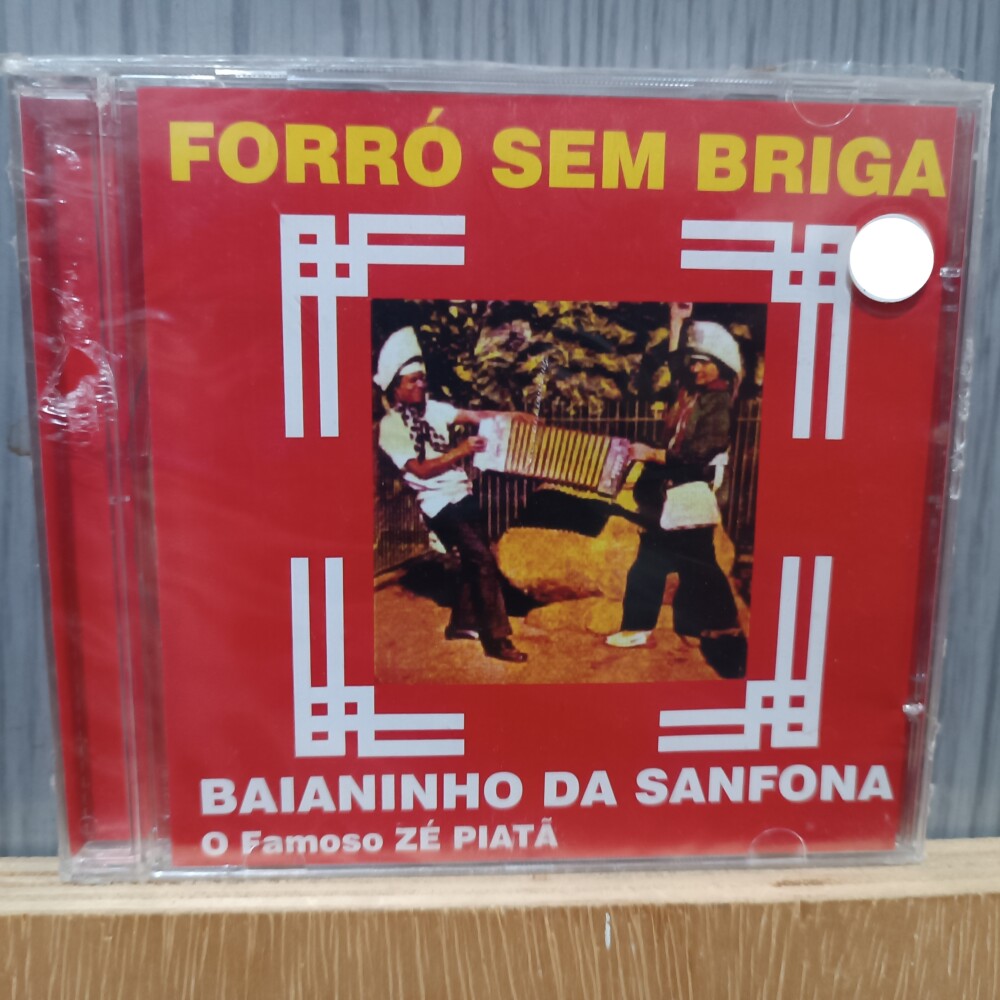 FORRÓ SEM BRIGA
BAIANINHO DA SANFONA
O Famoso ZÉ PIATÃ